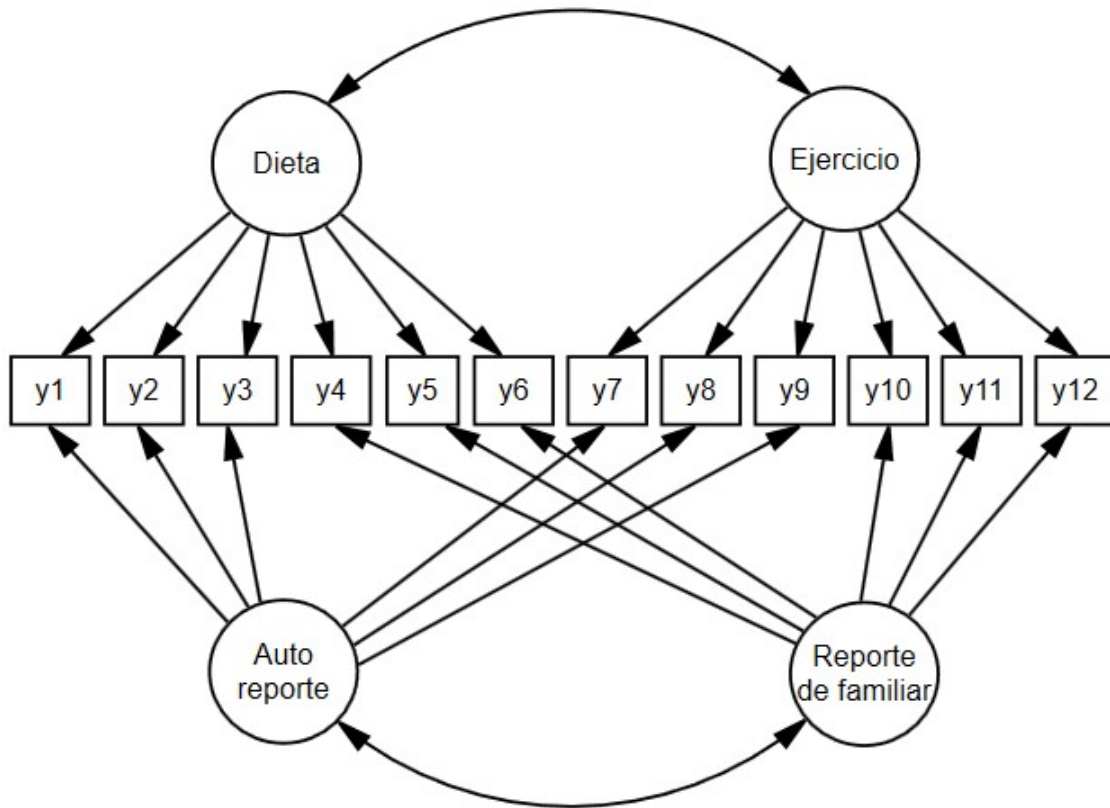 Dieta
Ejercicio
y1
y2
y3
y4
y5
y6
y7
y8
y9
y10
y11
y12
Auto
reporte
Reporte
de familiar